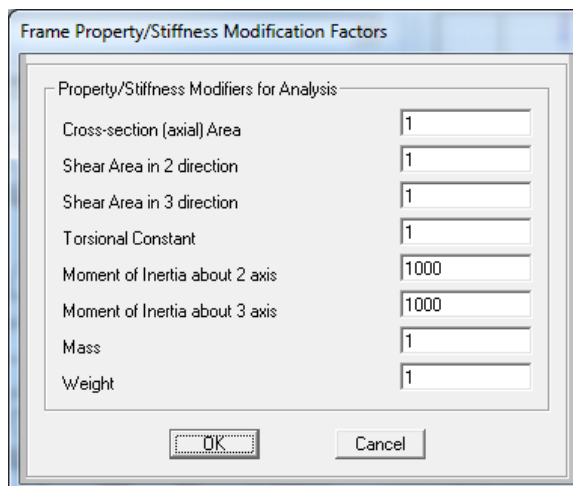 Frame Property/Stiffness Modification Factors
Property/Stiffness Modifiers for Analysis
Cross-section (axial) Area 1
Shear Area in 2 direction 1
Shear Area in 3 direction 1
Torsional Constant 1
Moment of Inertia about 2 axis 1000
Moment of Inertia about 3 axis 1000
Mass 1
Weight 1
OK Cancel